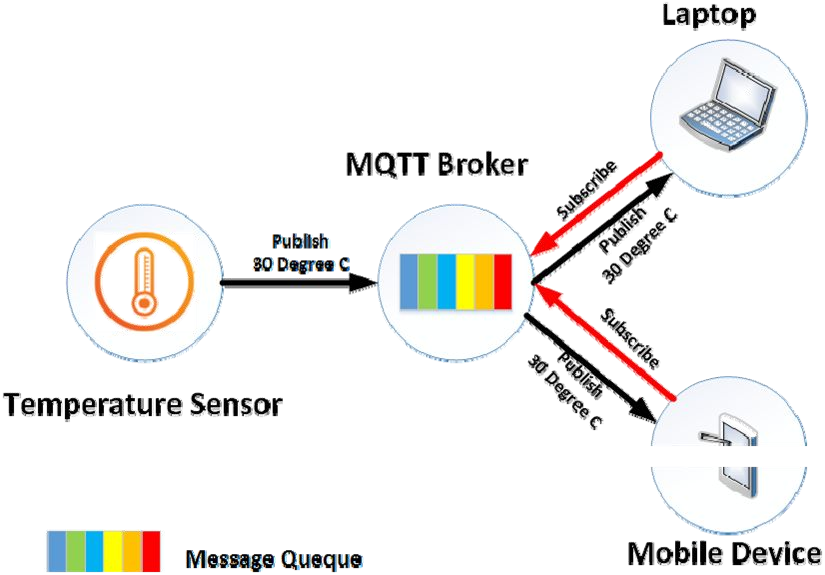 Laptop
MQTT Broker
Subscribe
Publish
30 Degree C
Publish
30 Degree C
Subscribe
Publish
30 Degree C
Temperature Sensor
Message Queque
Mobile Device